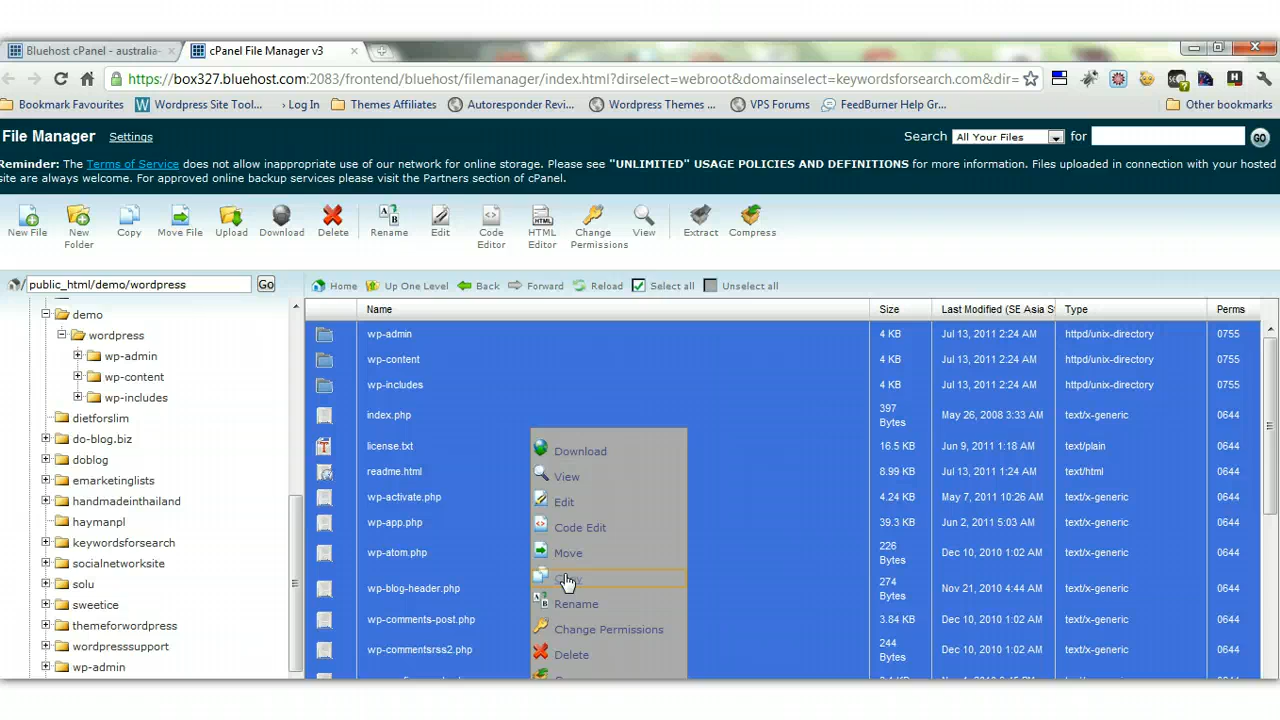 Bluehost cPanel - australia-
cPanel File Manager v3
https://box327.bluehost.com:2083/frontend/bluehost/filemanager/index.html?dirselect=webroot&domainselect=keywordsforsearch.com&dir=
Bookmark Favourites
Wordpress Site Tool...
› Log In
Themes Affiliates
Autoresponder Revi...
Wordpress Themes ...
VPS Forums
FeedBurner Help Gr...
Other bookmarks
File Manager Settings
Search All Your Files for GO
Reminder: The Terms of Service does not allow inappropriate use of our network for online storage. Please see "UNLIMITED" USAGE POLICIES AND DEFINITIONS for more information. Files uploaded in connection with your hosted
site are always welcome. For approved online backup services please visit the Partners section of cPanel.
New File
New Folder
Copy
Move File
Upload
Download
Delete
Rename
Edit
Code Editor
HTML Editor
Change Permissions
View
Extract
Compress
/ public_html/demo/wordpress Go
Home Up One Level Back Forward Reload Select all Unselect all
demo
wordpress
wp-admin
wp-content
wp-includes
dietforslim
do-blog.biz
doblog
emarketinglists
handmadeinthailand
haymanpl
keywordsforsearch
socialnetworksite
solu
sweetice
themeforwordpress
wordpresssupport
wp-admin
Name Size Last Modified (SE Asia S Type Perms
wp-admin 4 KB Jul 13, 2011 2:24 AM httpd/unix-directory 0755
wp-content 4 KB Jul 13, 2011 2:24 AM httpd/unix-directory 0755
wp-includes 4 KB Jul 13, 2011 2:24 AM httpd/unix-directory 0755
index.php 397 Bytes May 26, 2008 3:33 AM text/x-generic 0644
license.txt 16.5 KB Jun 9, 2011 1:18 AM text/plain 0644
readme.html 8.99 KB Jul 13, 2011 1:24 AM text/html 0644
wp-activate.php 4.24 KB May 7, 2011 10:26 AM text/x-generic 0644
wp-app.php 39.3 KB Jun 2, 2011 5:03 AM text/x-generic 0644
wp-atom.php 226 Bytes Dec 10, 2010 1:02 AM text/x-generic 0644
wp-blog-header.php 274 Bytes Nov 21, 2010 4:44 AM text/x-generic 0644
wp-comments-post.php 3.84 KB Dec 10, 2010 1:02 AM text/x-generic 0644
wp-commentsrss2.php 244 Bytes Dec 10, 2010 1:02 AM text/x-generic 0644
Download
View
Edit
Code Edit
Move
Copy
Rename
Change Permissions
Delete